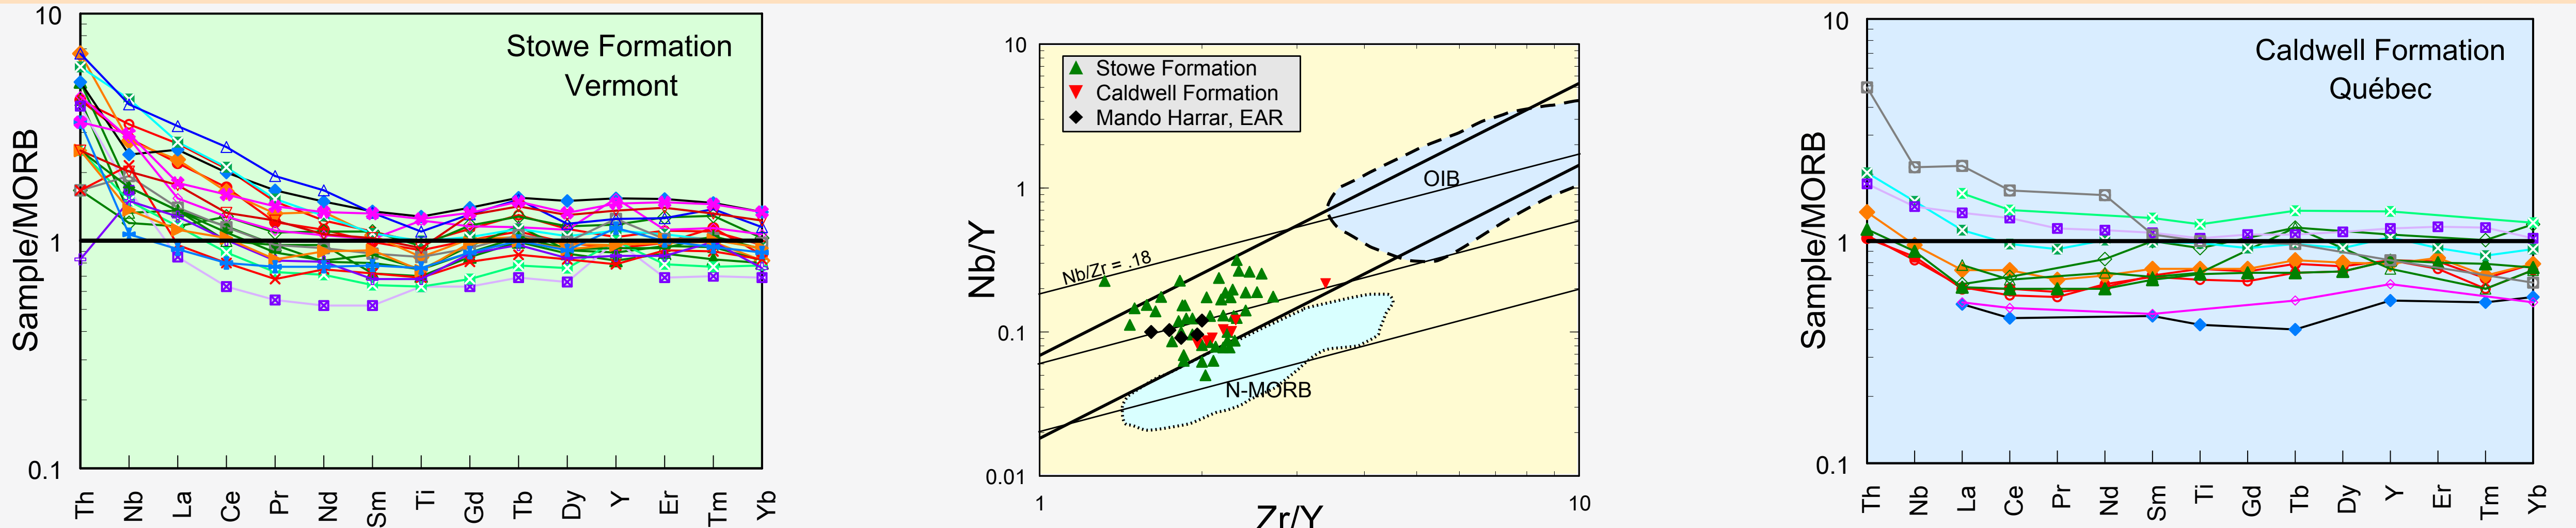 10
Stowe Formation
Vermont
Sample/MORB
1
0.1
Th
Nb
La
Ce
Pr
Nd
Sm
Ti
Gd
Tb
Dy
Y
Er
Tm
Yb
10
Stowe Formation
Caldwell Formation
Mando Harrar, EAR
OIB
1
Nb/Y
Nb/Zr = .18
0.1
N-MORB
0.01
1
10
Zr/Y
10
Caldwell Formation
Québec
Sample/MORB
1
0.1
Th
Nb
La
Ce
Pr
Nd
Sm
Ti
Gd
Tb
Dy
Y
Er
Tm
Yb